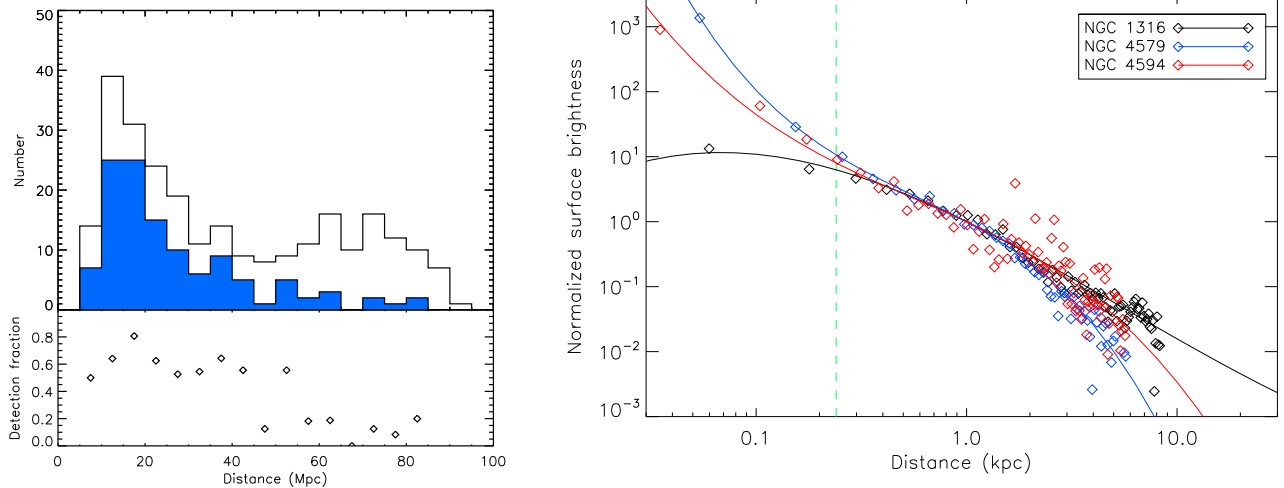 50
40
30
20
10
0
Number
0.8
0.6
0.4
0.2
0.0
Detection fraction
0 20 40 60 80 100
Distance (Mpc)
10³
10²
10¹
10⁰
10⁻¹
10⁻²
10⁻³
Normalized surface brightness
NGC 1316
NGC 4579
NGC 4594
0.1 1.0 10.0
Distance (kpc)